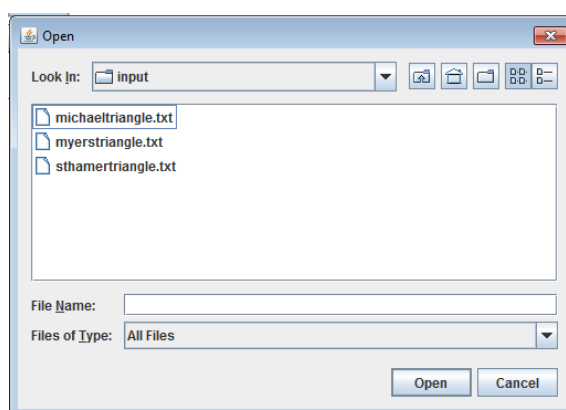 Open
Look In: input
michaeltriangle.txt
myerstriangle.txt
sthamertriangle.txt
File Name:
Files of Type: All Files
Open Cancel